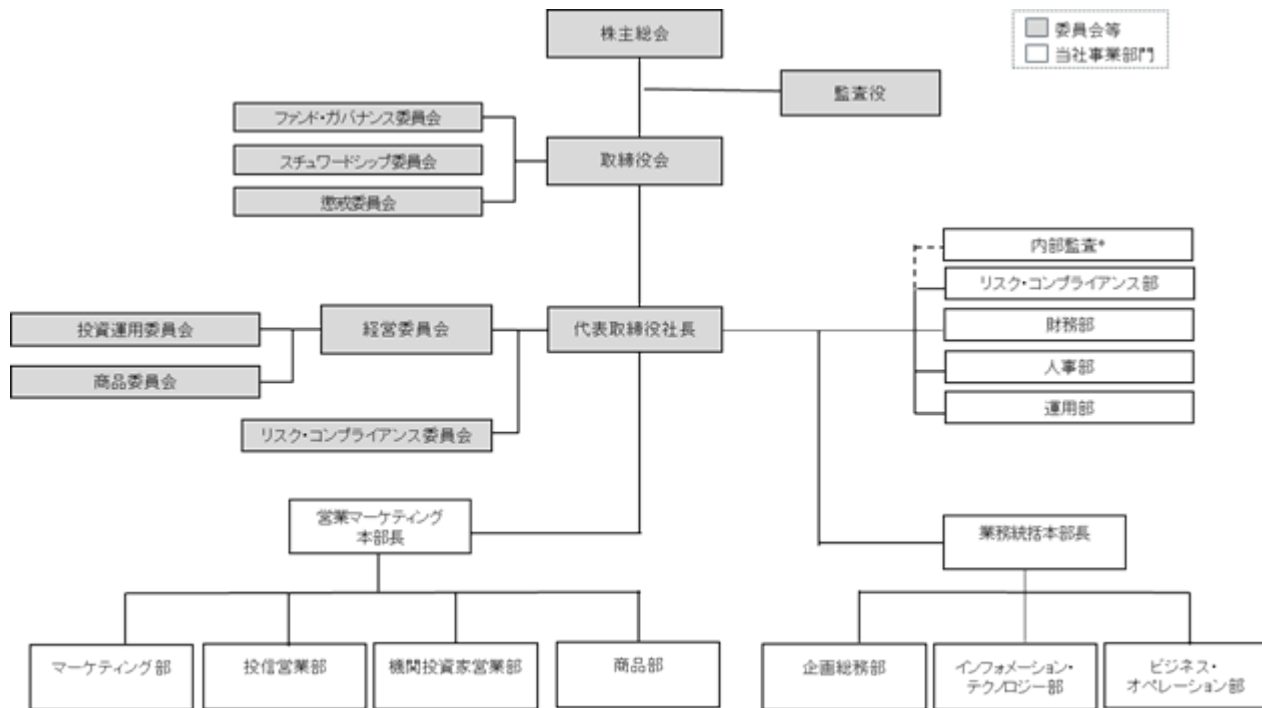 株主総会
委員会等
当社事業部門
監査役
ファンド・ガバナンス委員会
スチュワードシップ委員会
懲戒委員会
取締役会
内部監査*
リスク・コンプライアンス部
財務部
人事部
運用部
投資運用委員会
商品委員会
経営委員会
代表取締役社長
リスク・コンプライアンス委員会
営業マーケティング
本部長
業務統括本部長
マーケティング部
投信営業部
機関投資家営業部
商品部
企画総務部
インフォメーション・
テクノロジー部
ビジネス・
オペレーション部